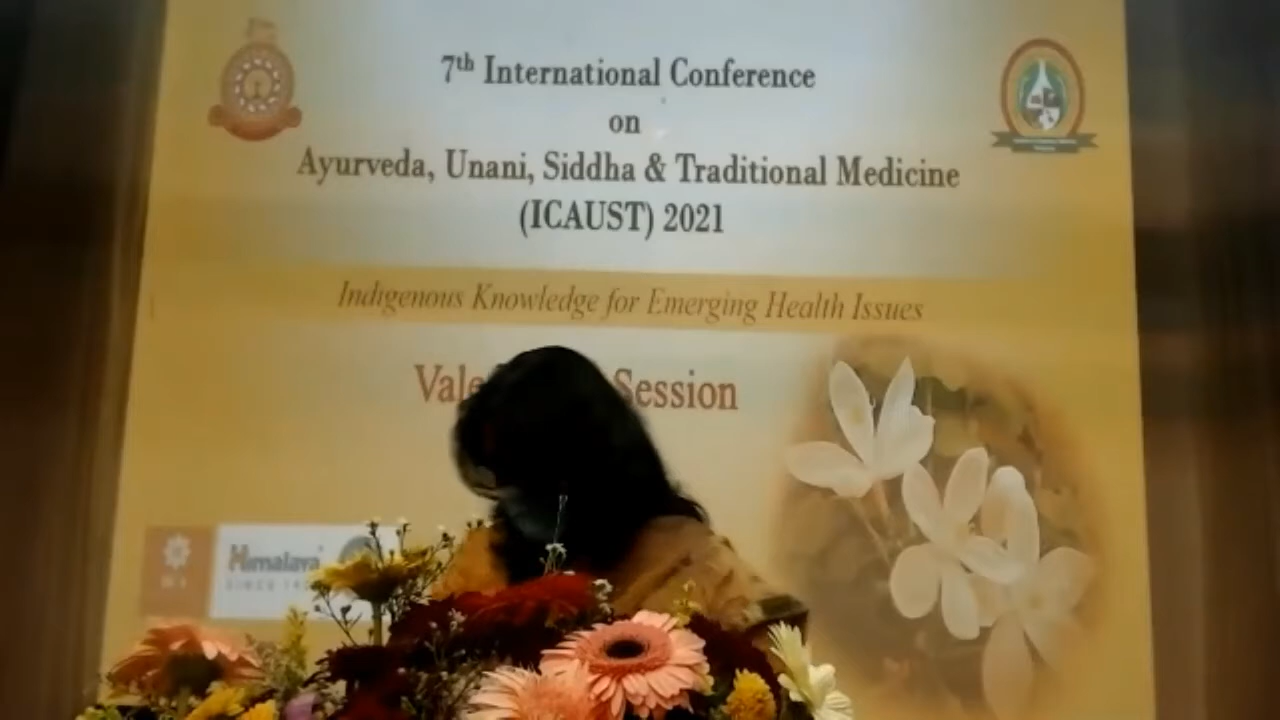 7th International Conference
on
Ayurveda, Unani, Siddha & Traditional Medicine
(ICAUST) 2021
Indigenous Knowledge for Emerging Health Issues
Session
Himalaya
SINCE